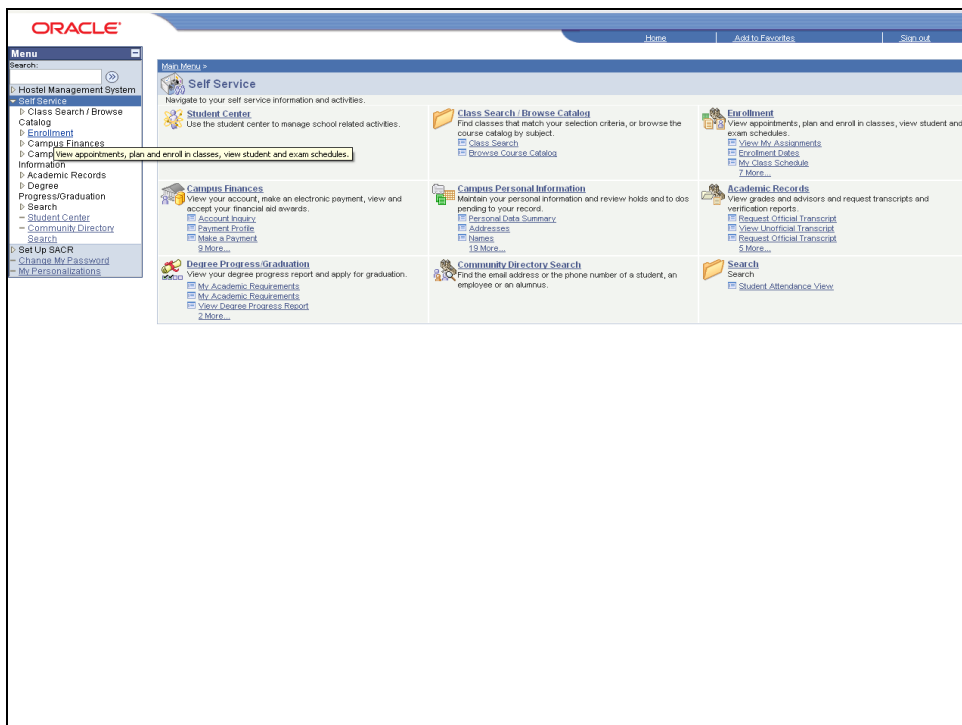 ORACLE'
Home
Add to Favorites
Sign out
Menu
Search:
Hostel Management System
Self Service
Class Search / Browse
Catalog
Enrollment
Campus Finances
Camp
View appointments, plan and enroll in classes, view student and exam schedules.
Information
Academic Records
Degree
Progress/Graduation
Search
Student Center
Community Directory
Search
Set Up SACR
Change My Password
My Personalizations
Main Menu >
Self Service
Navigate to your self service information and activities.
Student Center
Use the student center to manage school related activities.
Class Search / Browse Catalog
Find classes that match your selection criteria, or browse the
course catalog by subject.
Class Search
Browse Course Catalog
Enrollment
View appointments, plan and enroll in classes, view student and
exam schedules.
View My Assignments
Enrollment Dates
My Class Schedule
7 More...
Campus Finances
View your account, make an electronic payment, view and
accept your financial aid awards.
Account Inquiry
Payment Profile
Make a Payment
9 More...
Campus Personal Information
Maintain your personal information and review holds and to dos
pending to your record.
Personal Data Summary
Addresses
Names
19 More...
Academic Records
View grades and advisors and request transcripts and
verification reports.
Request Official Transcript
View Unofficial Transcript
Request Official Transcript
5 More...
Degree Progress/Graduation
View your degree progress report and apply for graduation.
My Academic Requirements
My Academic Requirements
View Degree Progress Report
2 More...
Community Directory Search
Find the email address or the phone number of a student, an
employee or an alumnus.
Search
Search
Student Attendance View